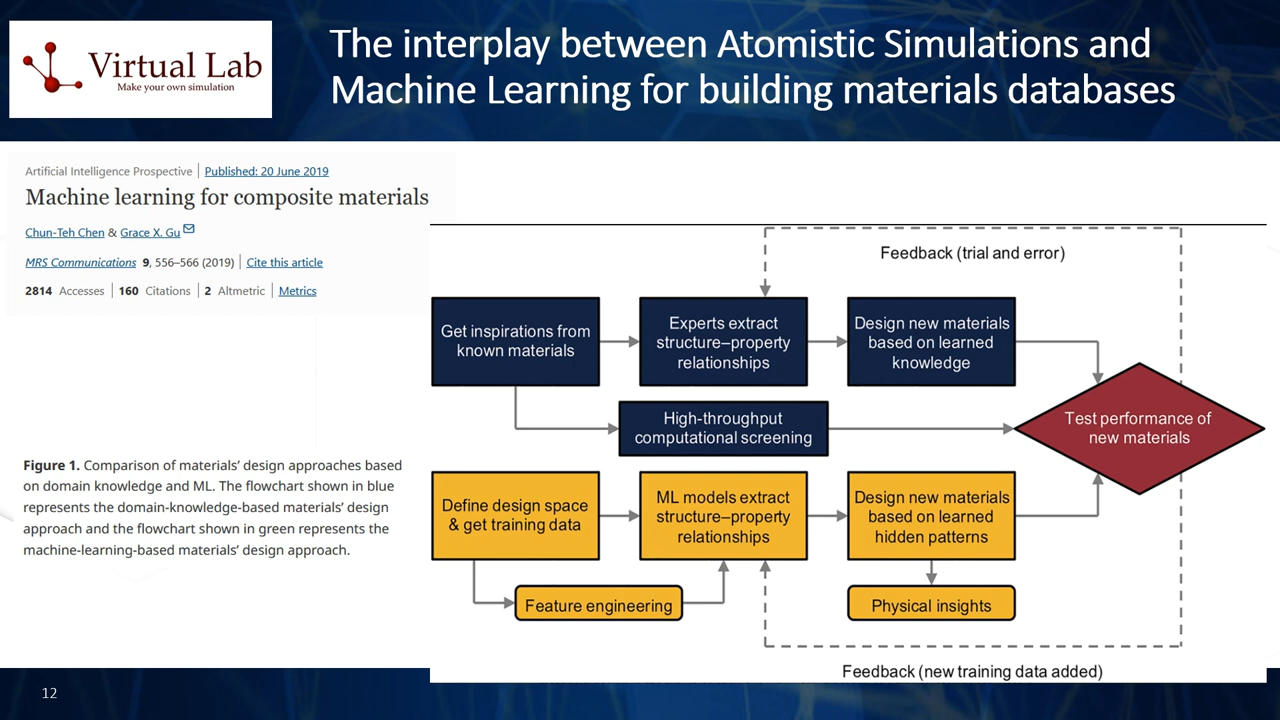 Virtual Lab
Make your own simulation
The interplay between Atomistic Simulations and
Machine Learning for building materials databases
Artificial Intelligence Prospective | Published: 20 June 2019
Machine learning for composite materials
Chun-Teh Chen & Grace X. Gu
MRS Communications 9, 556–566 (2019) | Cite this article
2814 Accesses | 160 Citations | 2 Altmetric | Metrics
Figure 1. Comparison of materials’ design approaches based
on domain knowledge and ML. The flowchart shown in blue
represents the domain-knowledge-based materials’ design
approach and the flowchart shown in green represents the
machine-learning-based materials’ design approach.
Feedback (trial and error)
Get inspirations from
known materials
Experts extract
structure–property
relationships
Design new materials
based on learned
knowledge
High-throughput
computational screening
Test performance of
new materials
Define design space
& get training data
ML models extract
structure–property
relationships
Design new materials
based on learned
hidden patterns
Feature engineering
Physical insights
Feedback (new training data added)
12